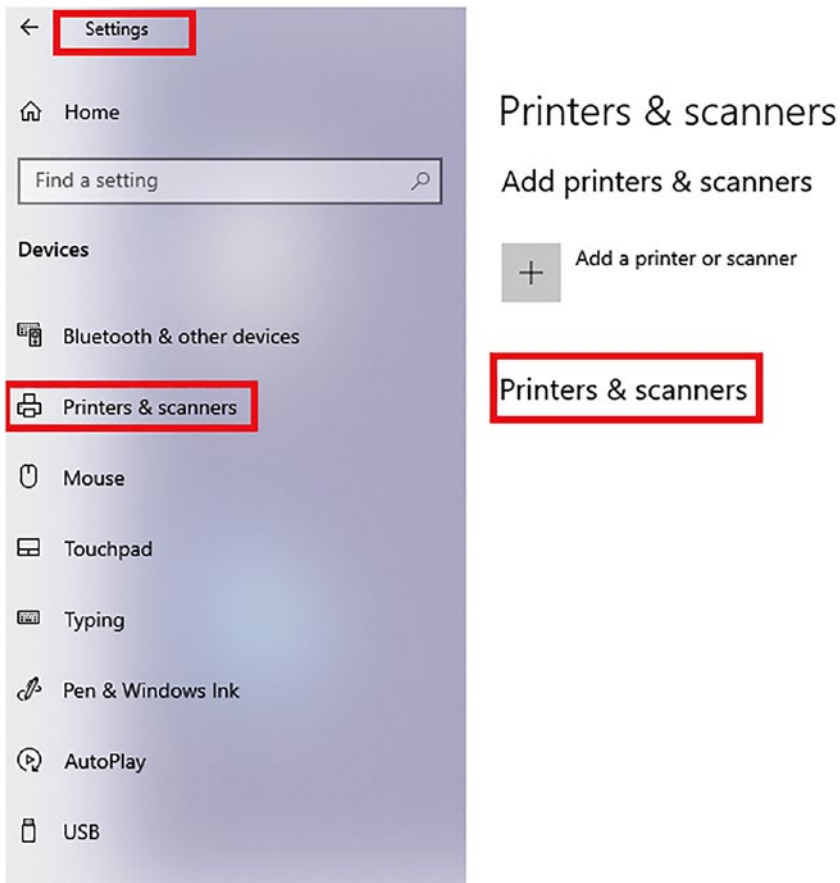 Settings
Home
Find a setting
Devices
Bluetooth & other devices
Printers & scanners
Mouse
Touchpad
Typing
Pen & Windows Ink
AutoPlay
USB
Printers & scanners
Add printers & scanners
Add a printer or scanner
Printers & scanners